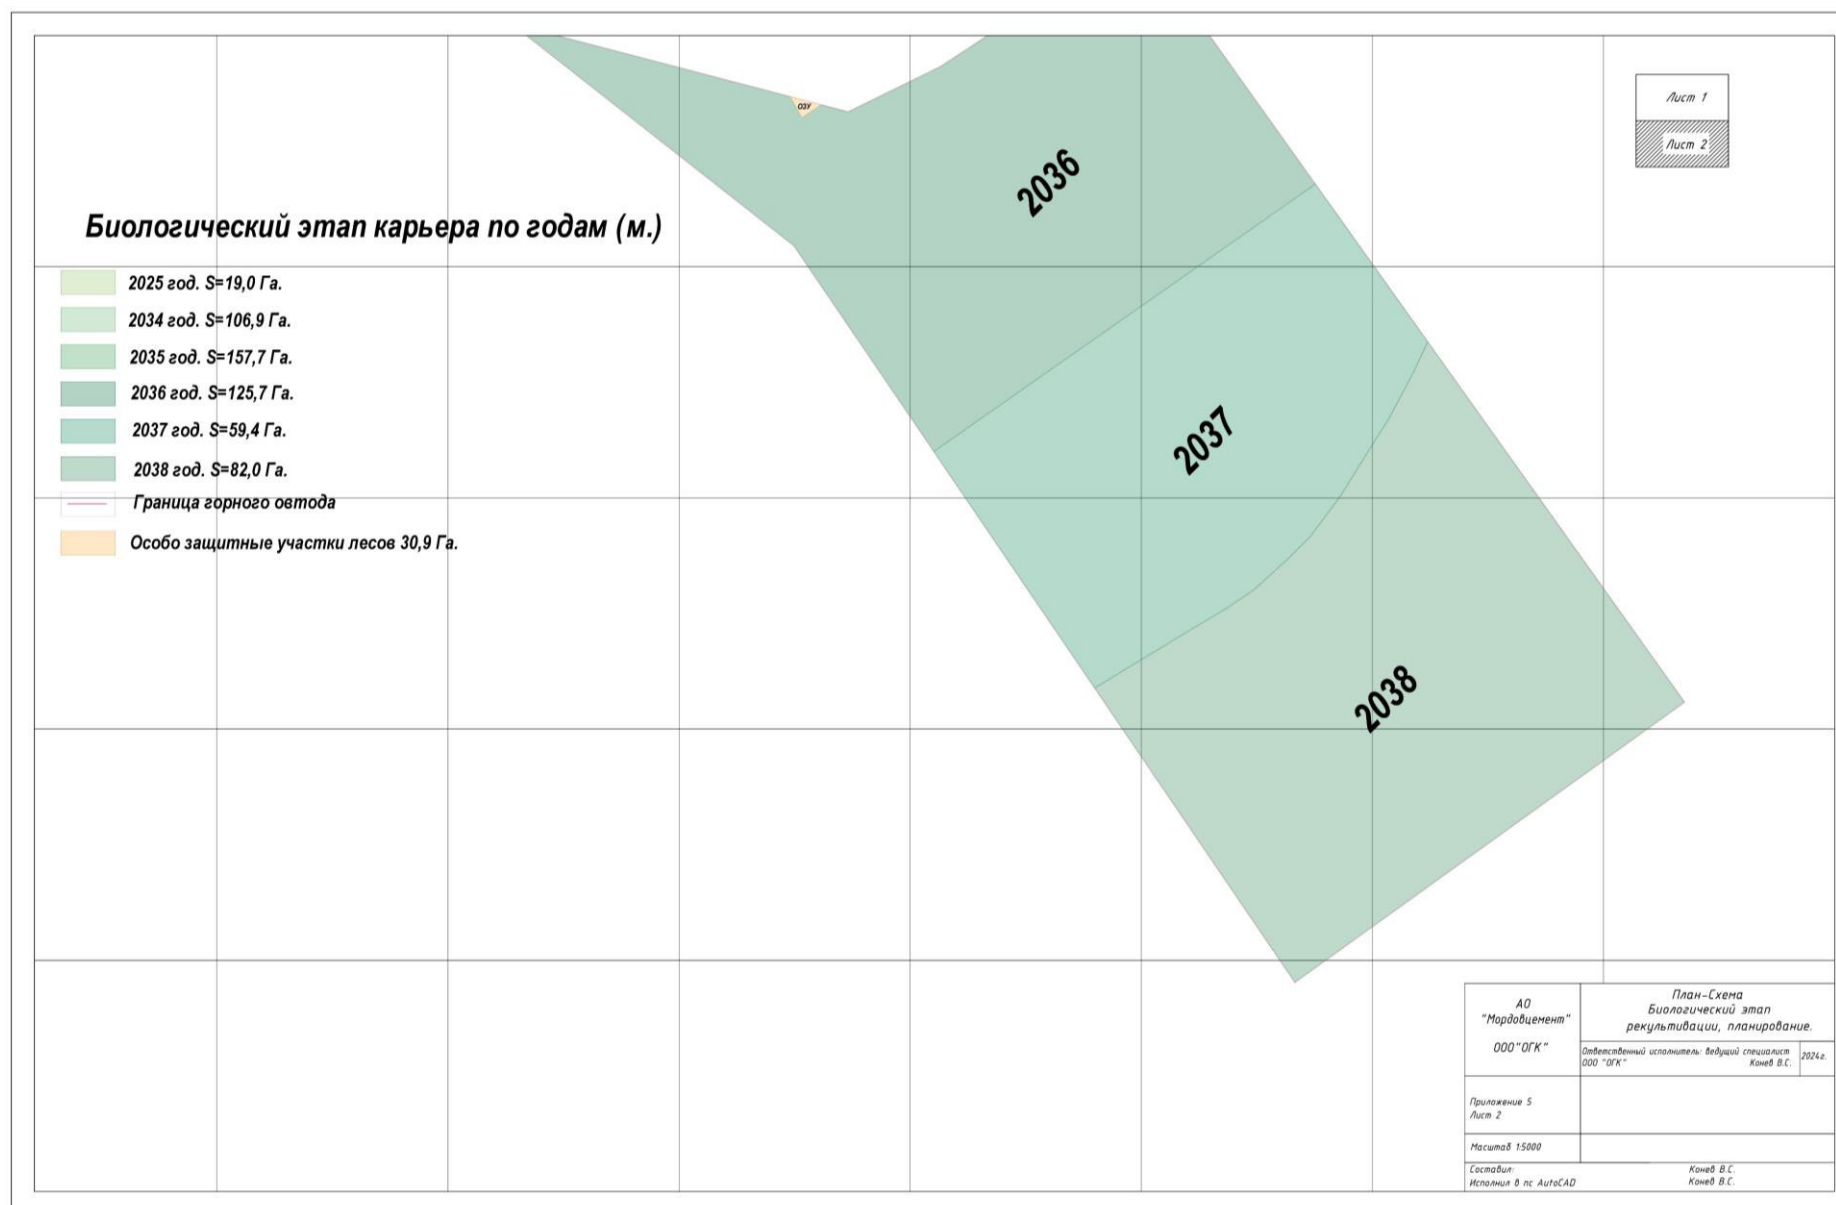 ОЗУ
2036
Лист 1
Лист 2
Биологический этап карьера по годам (м.)
2025 год. S=19,0 Га.
2034 год. S=106,9 Га.
2035 год. S=157,7 Га.
2036 год. S=125,7 Га.
2037 год. S=59,4 Га.
2038 год. S=82,0 Га.
Граница горного овтода
Особо защитные участки лесов 30,9 Га.
2037
2038
АО
"Мордовцемент"
ООО"ОГК"
План-Схема
Биологический этап
рекультивации, планирование.
Ответственный исполнитель: ведущий специалист
ООО "ОГК" Конев В.С.
2024г.
Приложение 5
Лист 2
Масштаб 1:5000
Составил: Конев В.С.
Исполнил в пс AutoCAD Конев В.С.